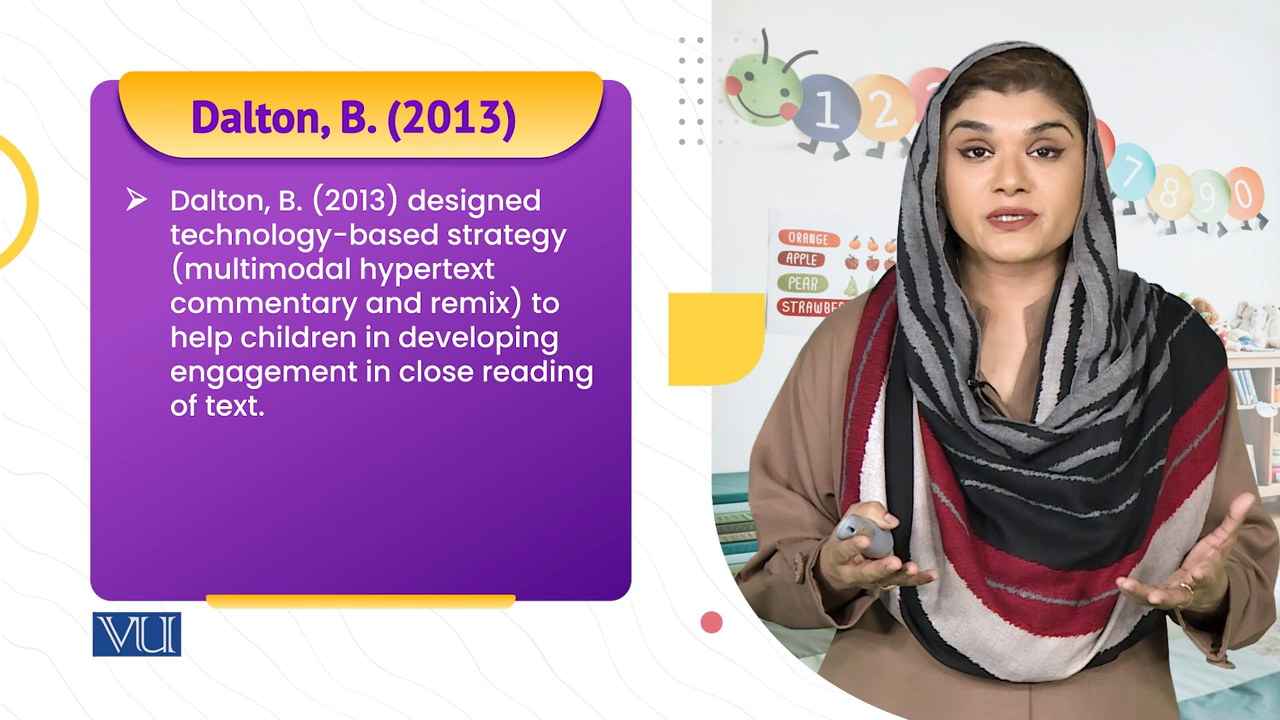 Dalton, B. (2013)
➢ Dalton, B. (2013) designed
technology-based strategy
(multimodal hypertext
commentary and remix) to
help children in developing
engagement in close reading
of text.
VU
1 2
7 8 9 0
ORANGE
APPLE
PEAR